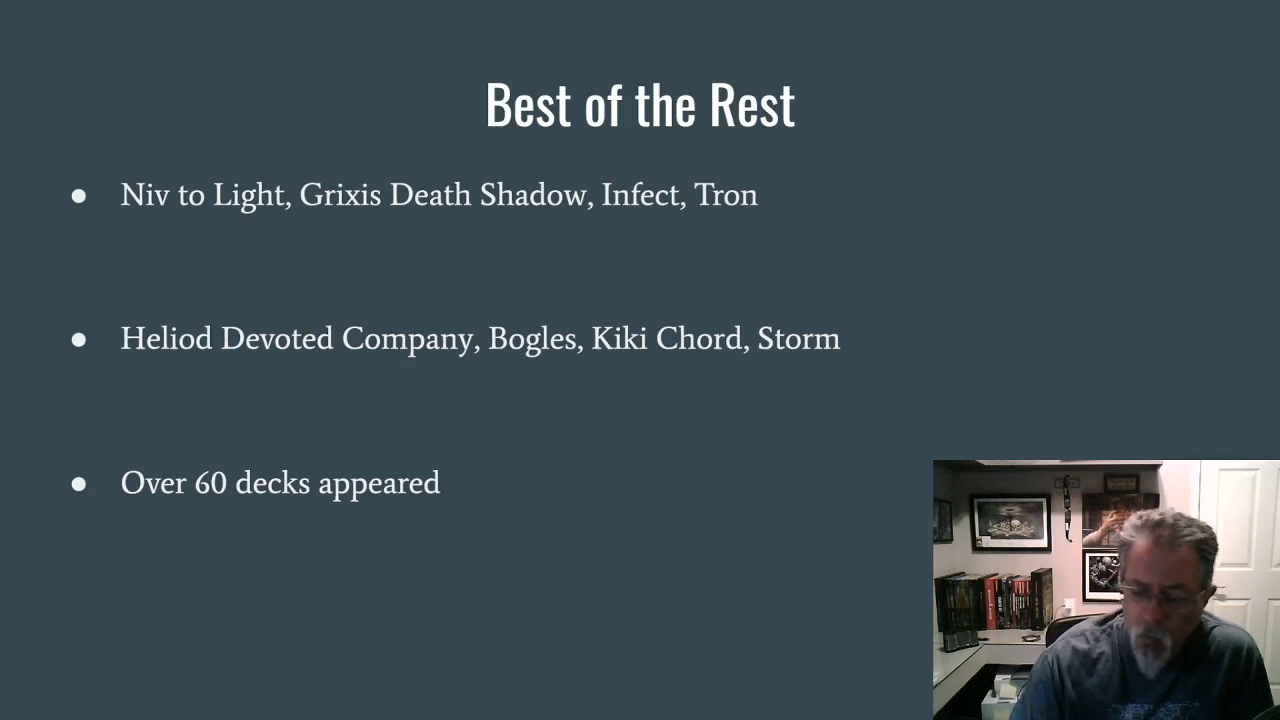 Best of the Rest
● Niv to Light, Grixis Death Shadow, Infect, Tron
● Heliod Devoted Company, Bogles, Kiki Chord, Storm
● Over 60 decks appeared